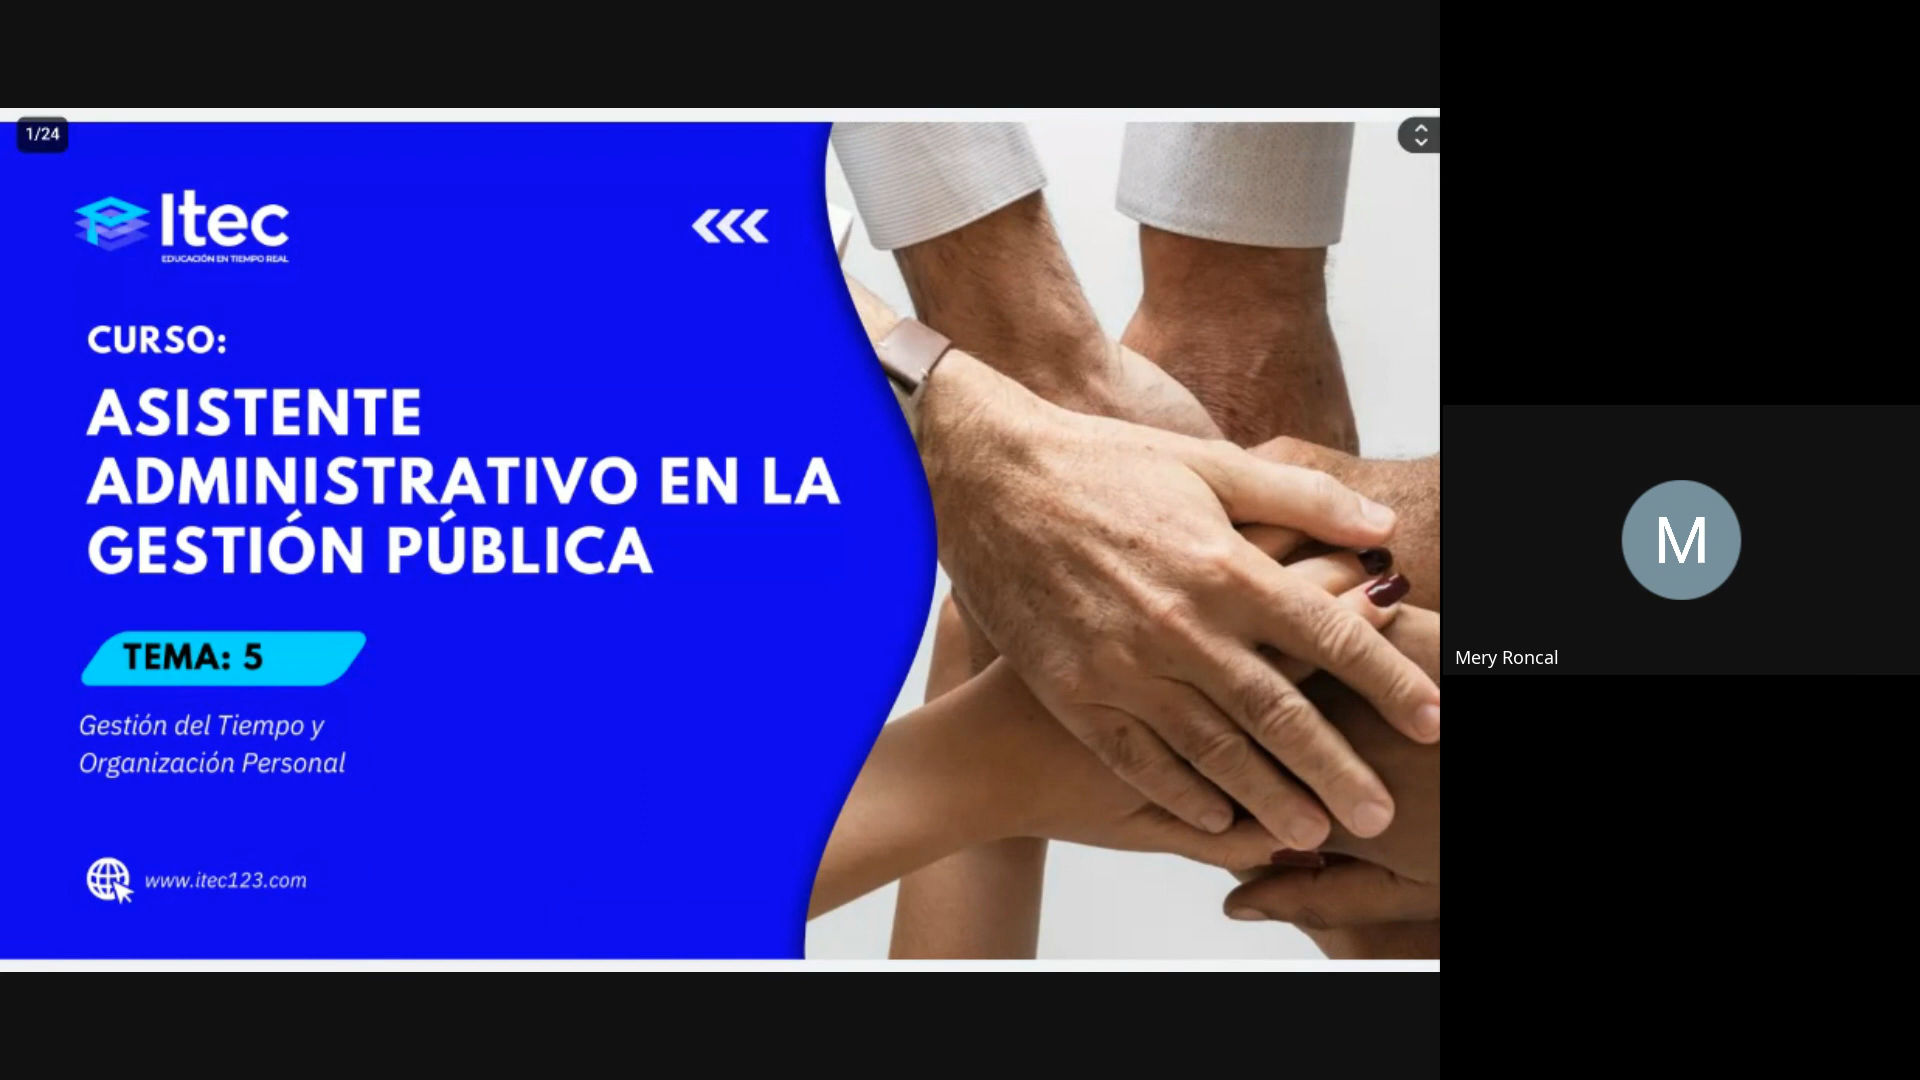 1/24
Itec
EDUCACIÓN EN TIEMPO REAL
CURSO:
ASISTENTE
ADMINISTRATIVO EN LA
GESTIÓN PÚBLICA
TEMA: 5
Gestión del Tiempo y
Organización Personal
www.itec123.com
M
Mery Roncal